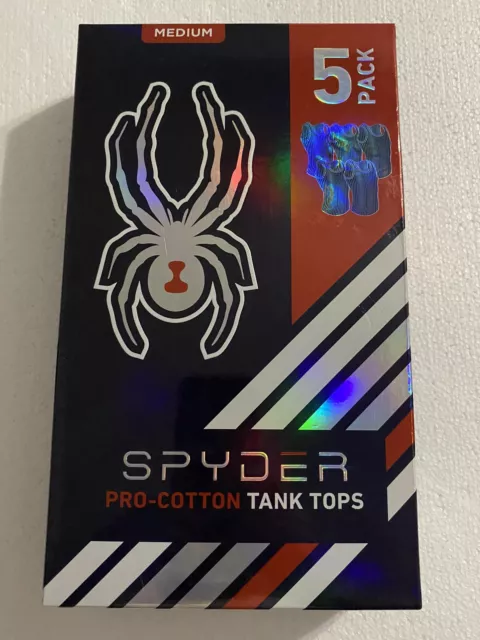 MEDIUM
5
PACK
SPYDER
PRO-COTTON TANK TOPS